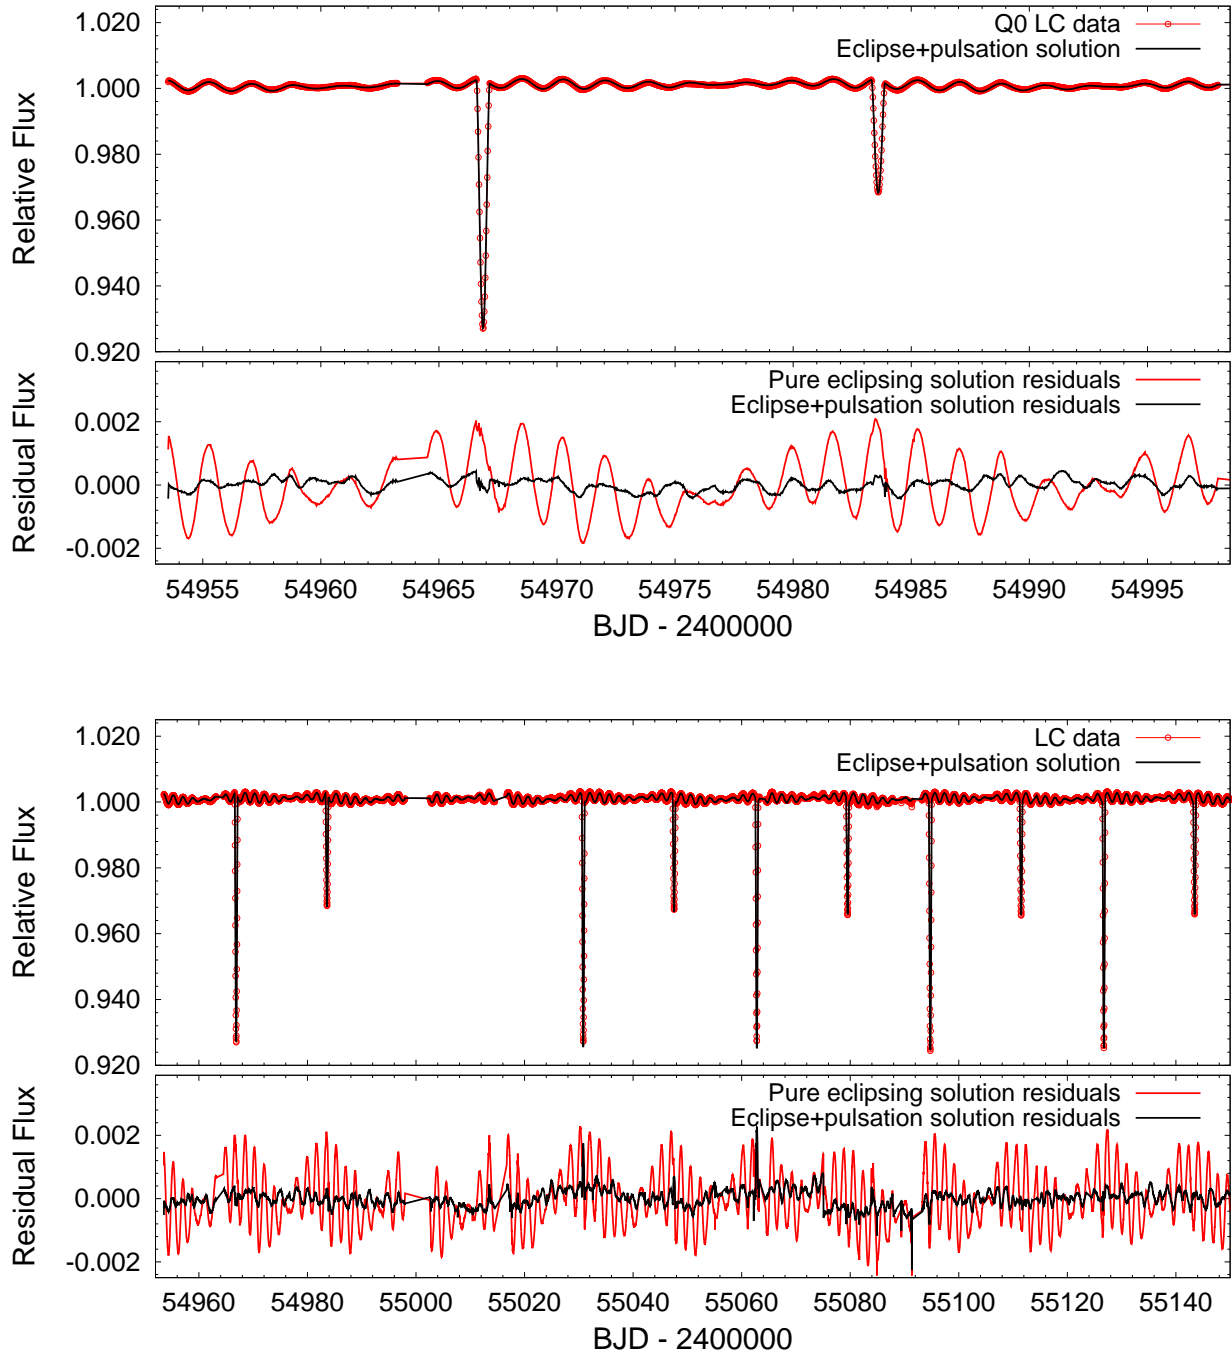 1.020
1.000
0.980
0.960
0.940
0.920
Relative Flux
Q0 LC data
Eclipse+pulsation solution
0.002
0.000
-0.002
Residual Flux
Pure eclipsing solution residuals
Eclipse+pulsation solution residuals
54955 54960 54965 54970 54975 54980 54985 54990 54995
BJD - 2400000
1.020
1.000
0.980
0.960
0.940
0.920
Relative Flux
LC data
Eclipse+pulsation solution
0.002
0.000
-0.002
Residual Flux
Pure eclipsing solution residuals
Eclipse+pulsation solution residuals
54960 54980 55000 55020 55040 55060 55080 55100 55120 55140
BJD - 2400000